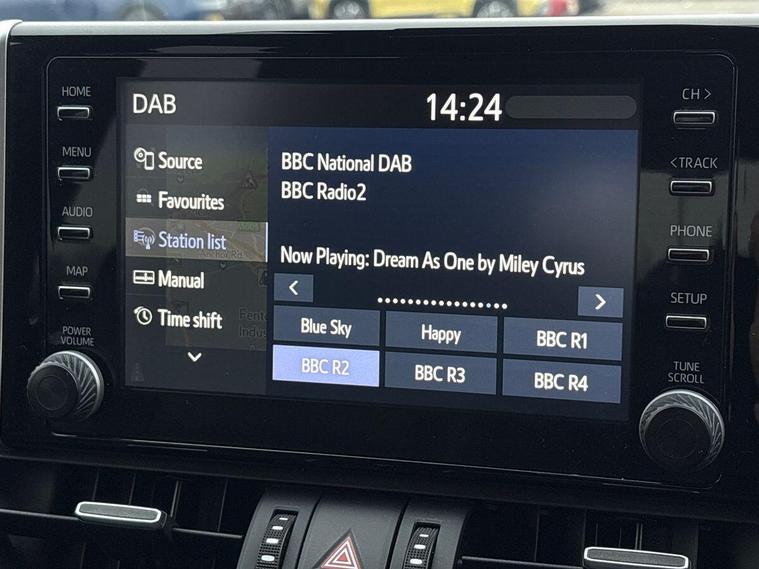 HOME
MENU
AUDIO
MAP
POWER
VOLUME
DAB
14:24
Source
Favourites
Station list
Manual
Time shift
BBC National DAB
BBC Radio2
Now Playing: Dream As One by Miley Cyrus
<
>
Blue Sky
Happy
BBC R1
BBC R2
BBC R3
BBC R4
CH >
< TRACK
PHONE
SETUP
TUNE
SCROLL